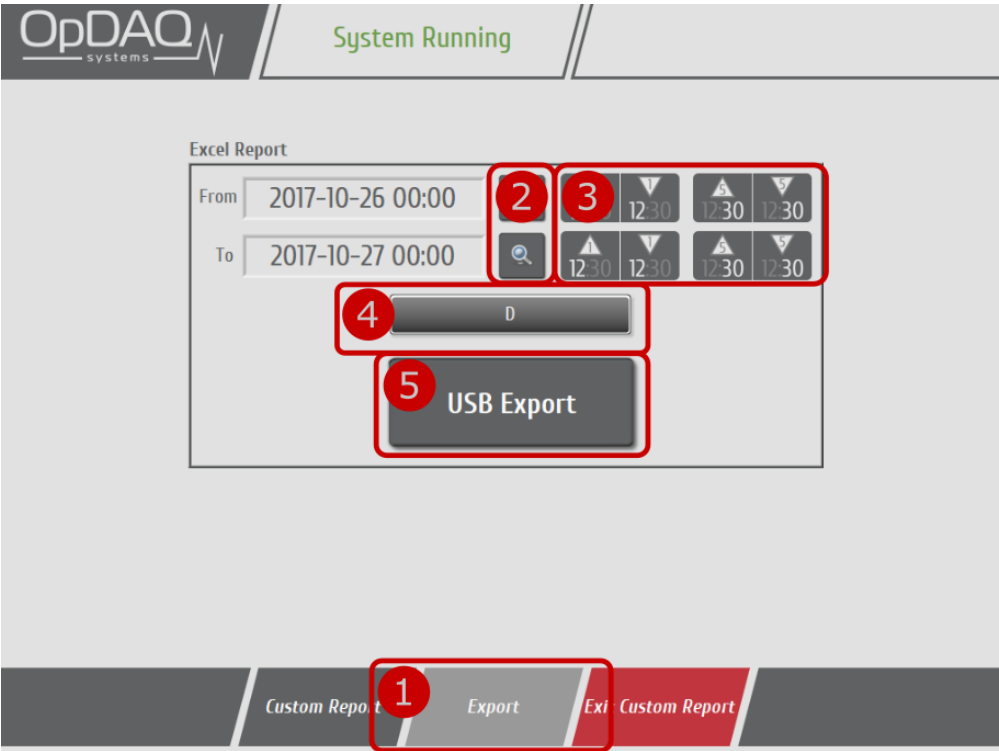 OpDAQ
systems
System Running
Excel Report
From 2017-10-26 00:00 2 3 1 12:30 5 12:30 5 12:30
To 2017-10-27 00:00 1 12:30 1 12:30 5 12:30 5 12:30
4 D
5 USB Export
Custom Report 1 Export Exit Custom Report